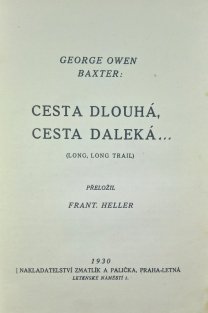 GEORGE OWEN
BAXTER:
CESTA DLOUHÁ,
CESTA DALEKÁ...
(LONG, LONG TRAIL)
PŘELOŽIL
FRANT. HELLER
1930
NAKLADATELSTVÍ ZMATLÍK A PALIČKA, PRAHA-LETNÁ
LETENSKÉ NÁMĚSTÍ 1.